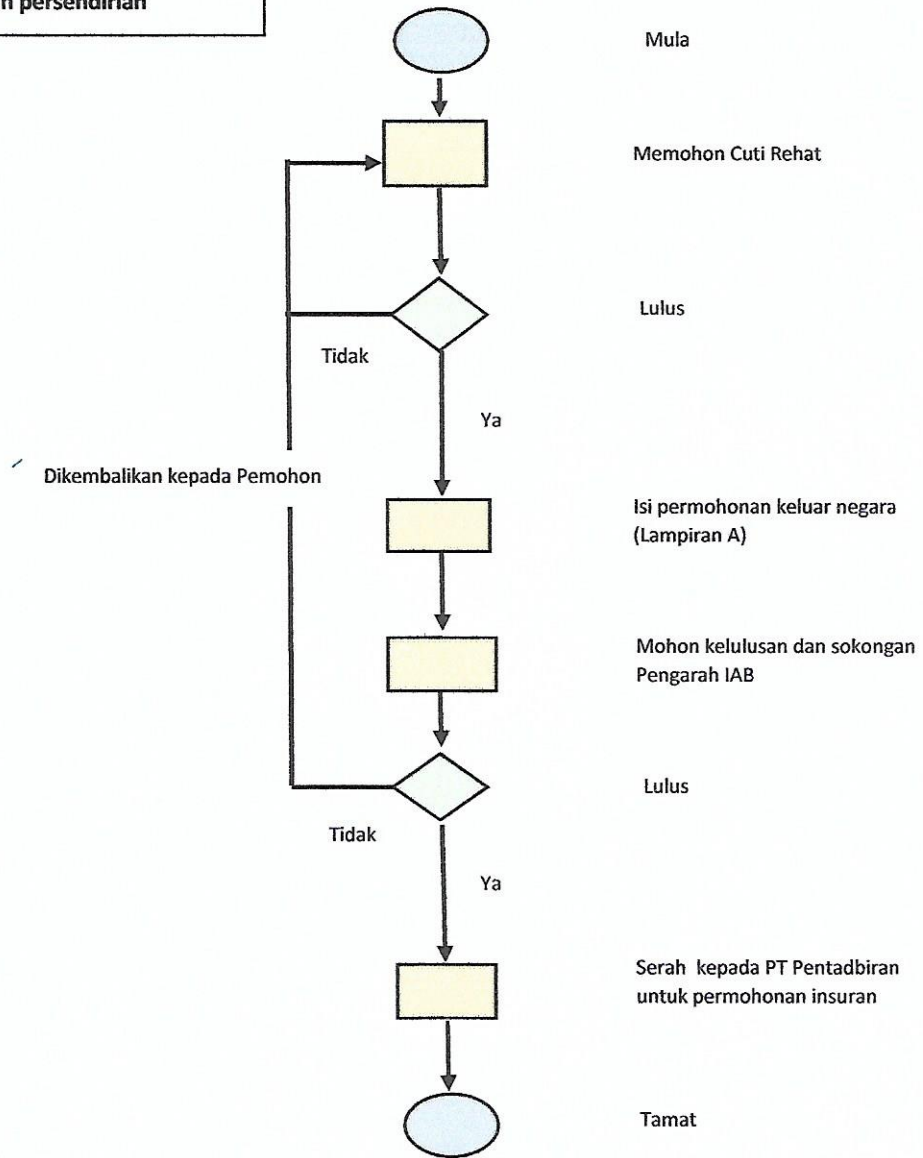 persendirian
Mula
Memohon Cuti Rehat
Lulus
Tidak
Ya
Dikembalikan kepada Pemohon
Isi permohonan keluar negara
(Lampiran A)
Mohon kelulusan dan sokongan
Pengarah IAB
Lulus
Tidak
Ya
Serah kepada PT Pentadbiran
untuk permohonan insuran
Tamat